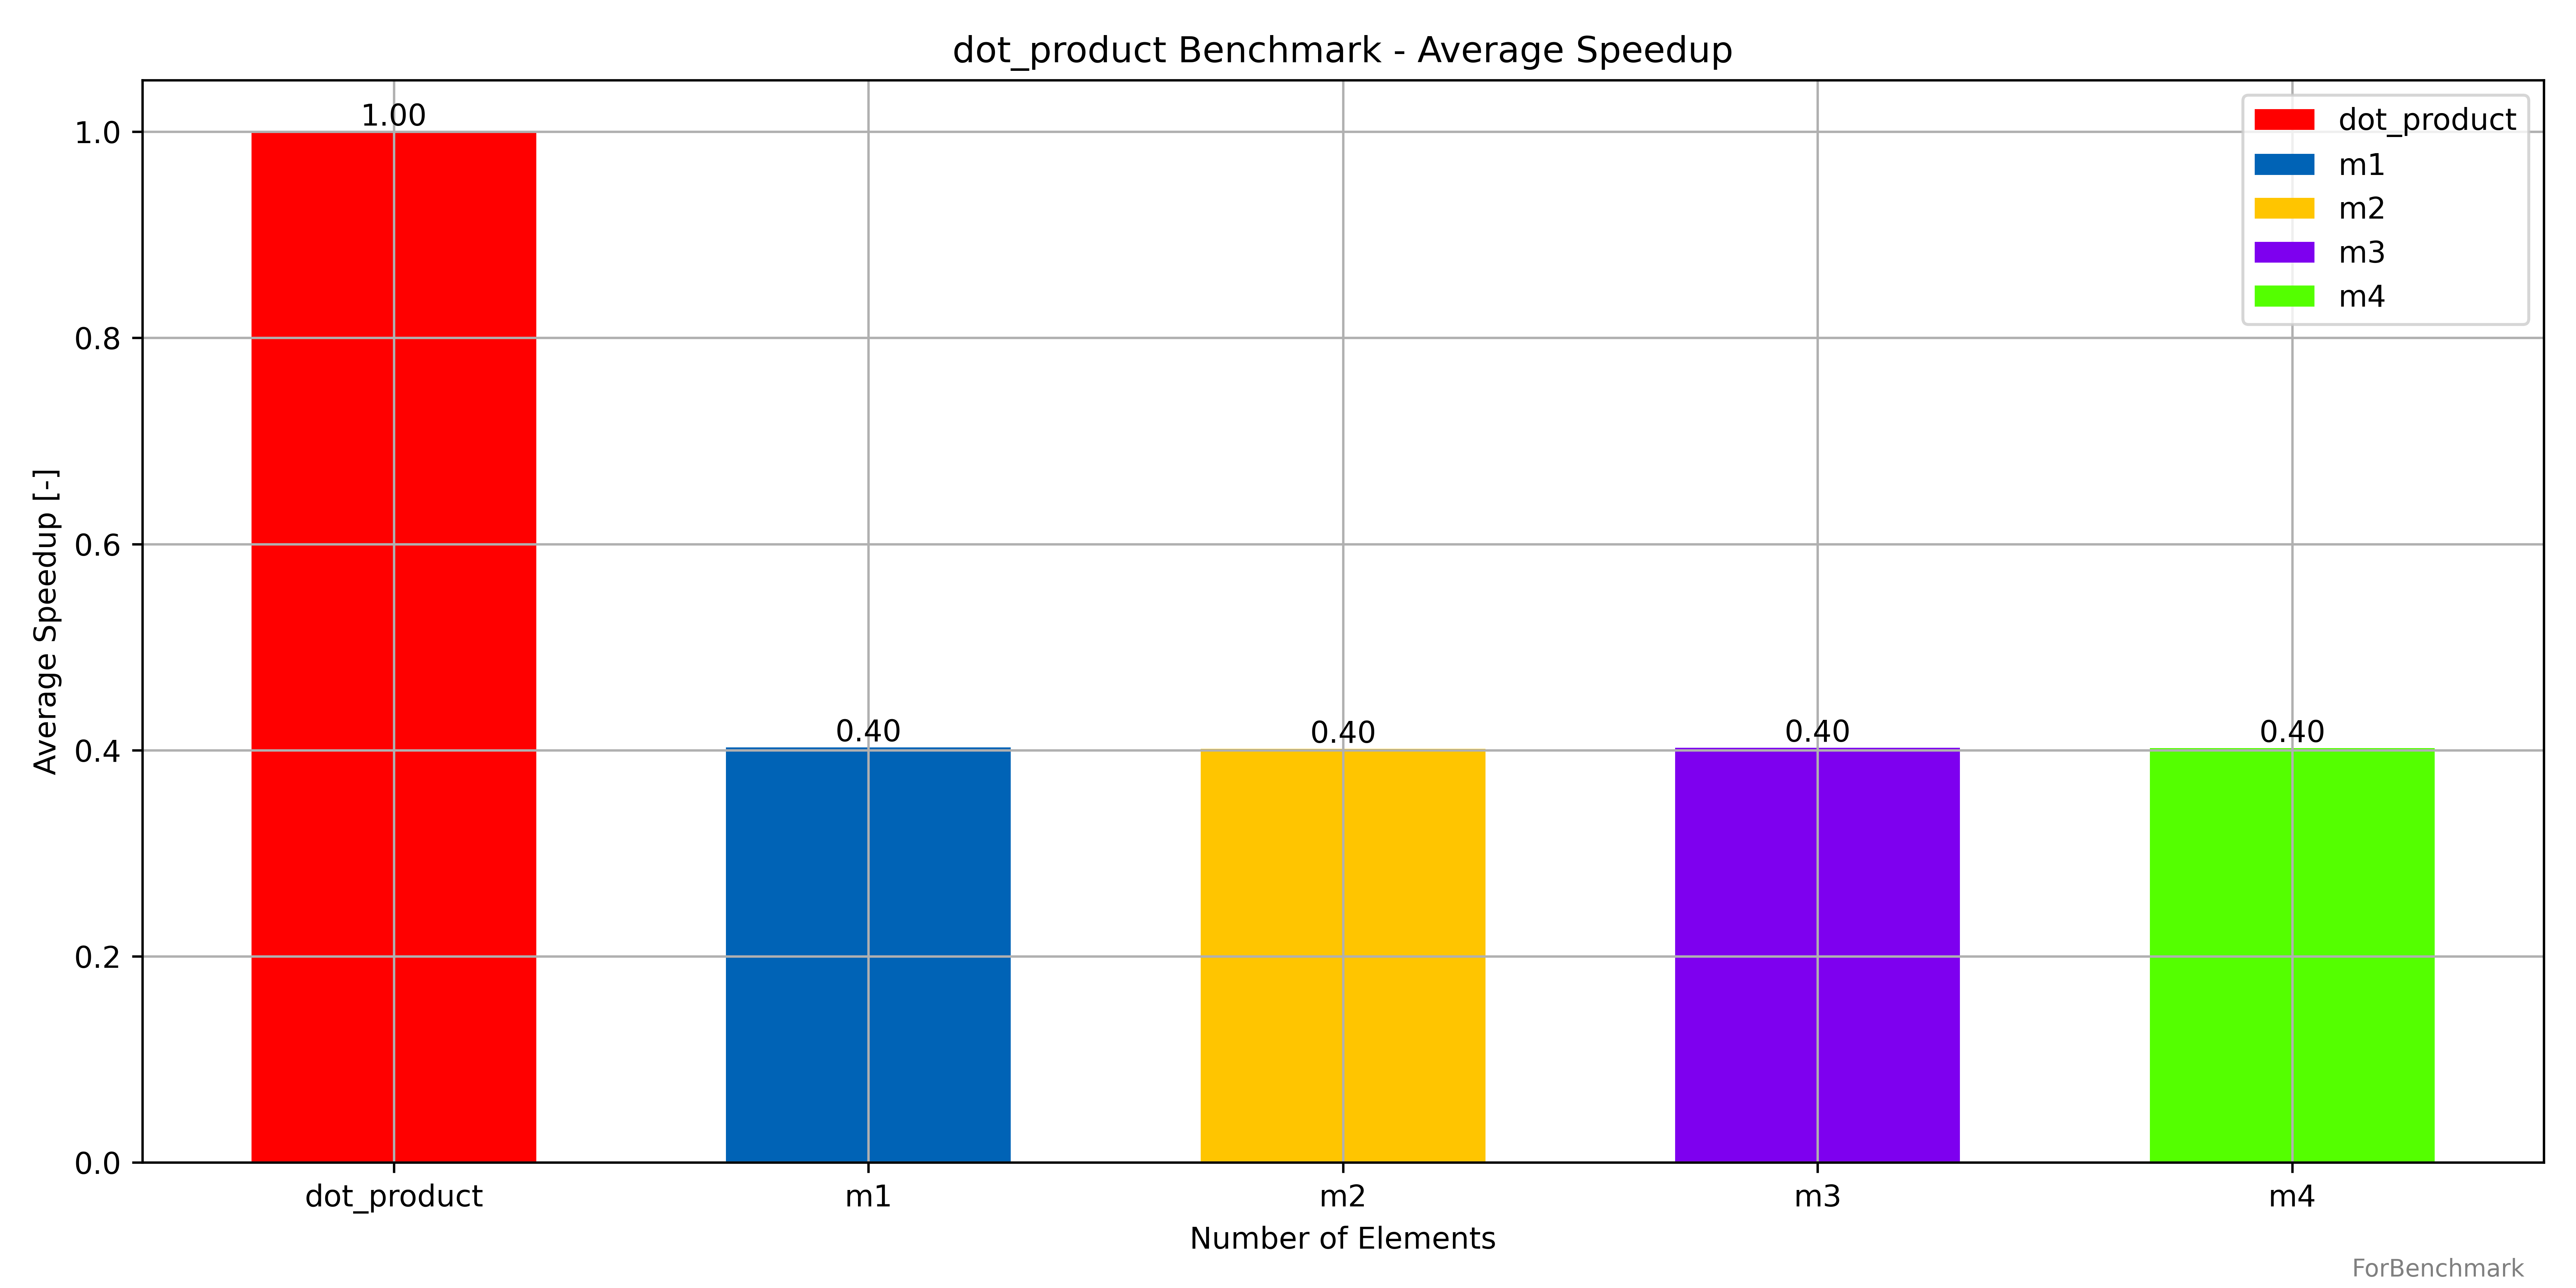 dot_product Benchmark - Average Speedup
Average Speedup [-]
1.0
0.8
0.6
0.4
0.2
0.0
1.00
0.40
0.40
0.40
0.40
dot_product
m1
m2
m3
m4
dot_product
m1
m2
m3
m4
Number of Elements
ForBenchmark